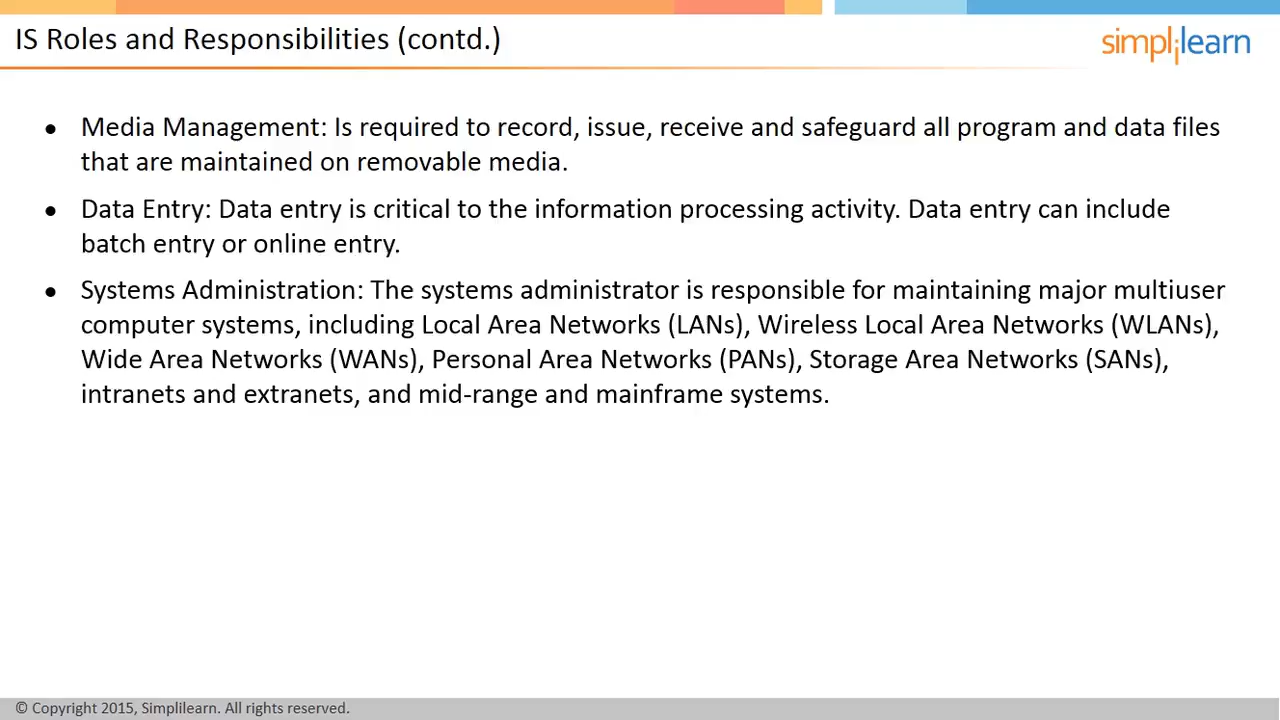 IS Roles and Responsibilities (contd.)
simplilearn
● Media Management: Is required to record, issue, receive and safeguard all program and data files
that are maintained on removable media.
● Data Entry: Data entry is critical to the information processing activity. Data entry can include
batch entry or online entry.
● Systems Administration: The systems administrator is responsible for maintaining major multiuser
computer systems, including Local Area Networks (LANs), Wireless Local Area Networks (WLANs),
Wide Area Networks (WANs), Personal Area Networks (PANs), Storage Area Networks (SANs),
intranets and extranets, and mid-range and mainframe systems.
© Copyright 2015, Simplilearn. All rights reserved.